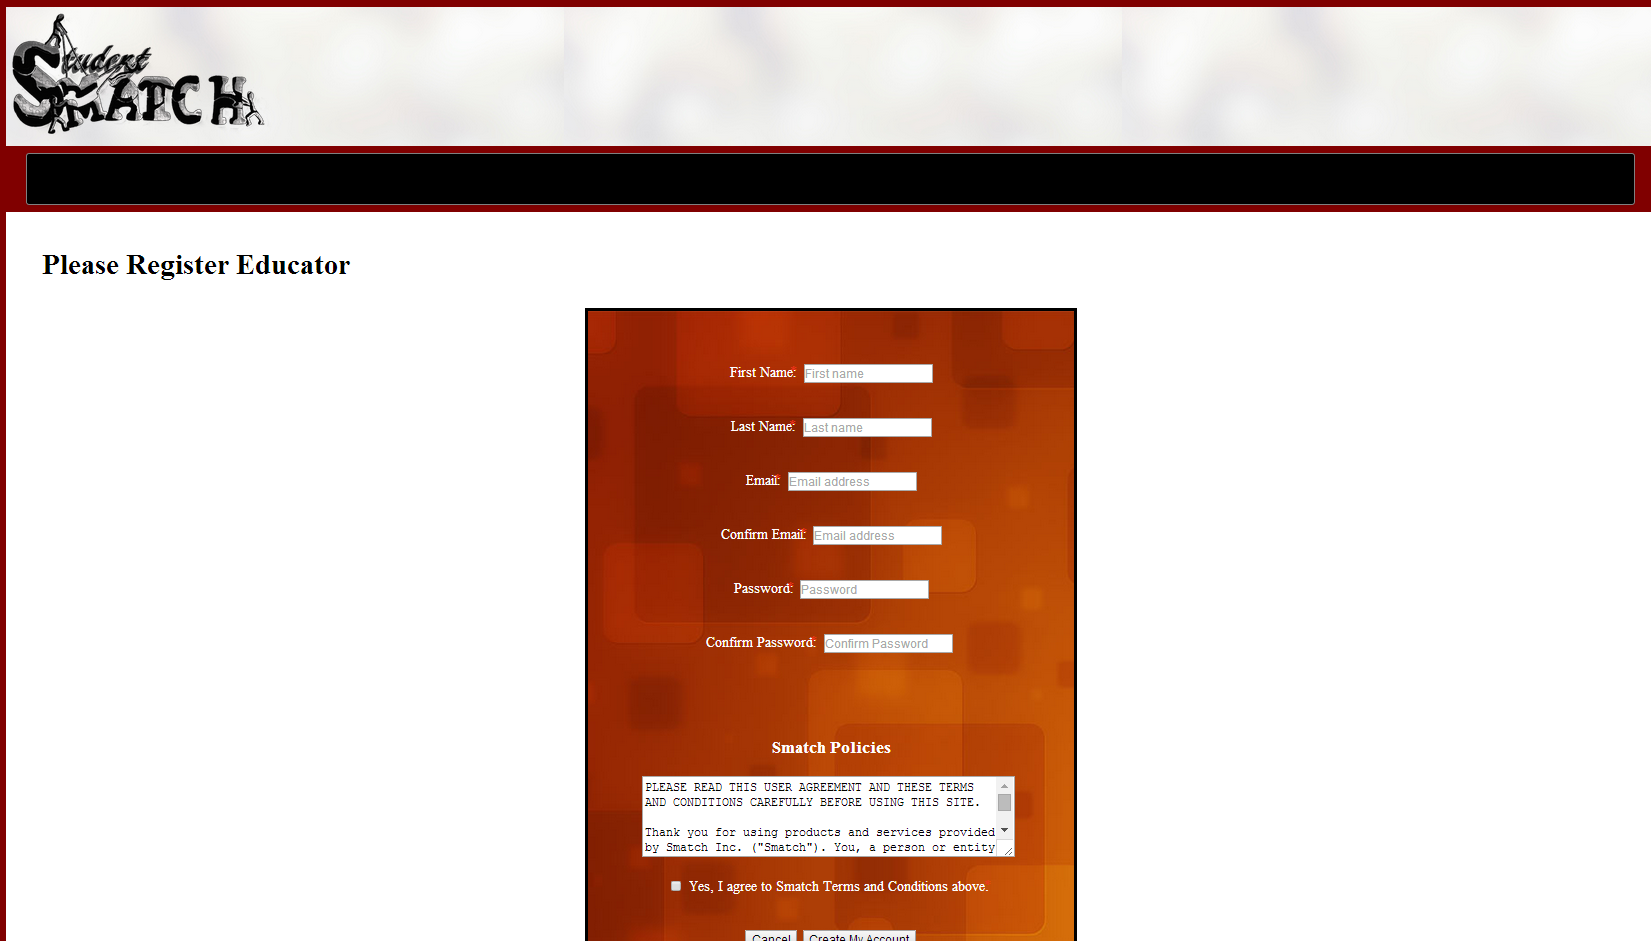 Student
SMATCH
Please Register Educator
First Name:* First name
Last Name:* Last name
Email:* Email address
Confirm Email:* Email address
Password:* Password
Confirm Password:* Confirm Password
Smatch Policies
PLEASE READ THIS USER AGREEMENT AND THESE TERMS
AND CONDITIONS CAREFULLY BEFORE USING THIS SITE.
Thank you for using products and services provided
by Smatch Inc. ("Smatch"). You, a person or entity
Yes, I agree to Smatch Terms and Conditions above.
Cancel Create My Account